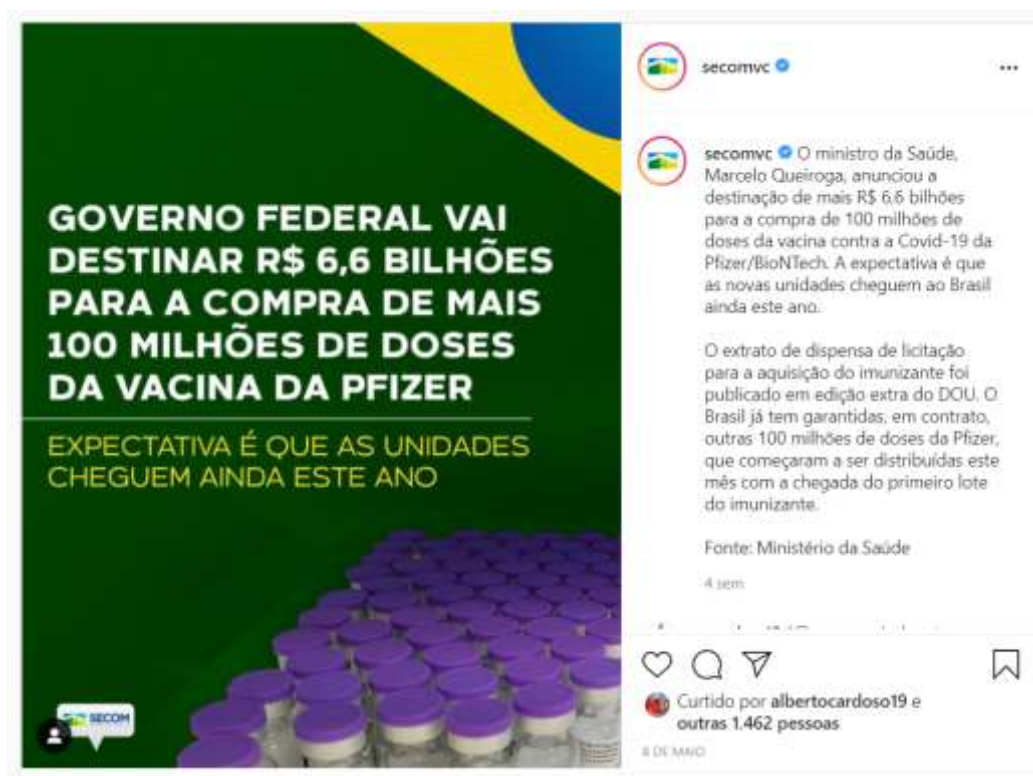 GOVERNO FEDERAL VAI
DESTINAR R$ 6,6 BILHÕES
PARA A COMPRA DE MAIS
100 MILHÕES DE DOSES
DA VACINA DA PFIZER
EXPECTATIVA É QUE AS UNIDADES
CHEGUEM AINDA ESTE ANO
SECOM
secomvc
secomvc O ministro da Saúde,
Marcelo Queiroga, anunciou a
destinação de mais R$ 6,6 bilhões
para a compra de 100 milhões de
doses da vacina contra a Covid-19 da
Pfizer/BioNTech. A expectativa é que
as novas unidades cheguem ao Brasil
ainda este ano.
O extrato de dispensa de licitação
para a aquisição do imunizante foi
publicado em edição extra do DOU. O
Brasil já tem garantidas, em contrato,
outras 100 milhões de doses da Pfizer,
que começaram a ser distribuídas este
mês com a chegada do primeiro lote
do imunizante.
Fonte: Ministério da Saúde
4 sem
Curtido por albertocardoso19 e
outras 1.462 pessoas
8 DE MAIO